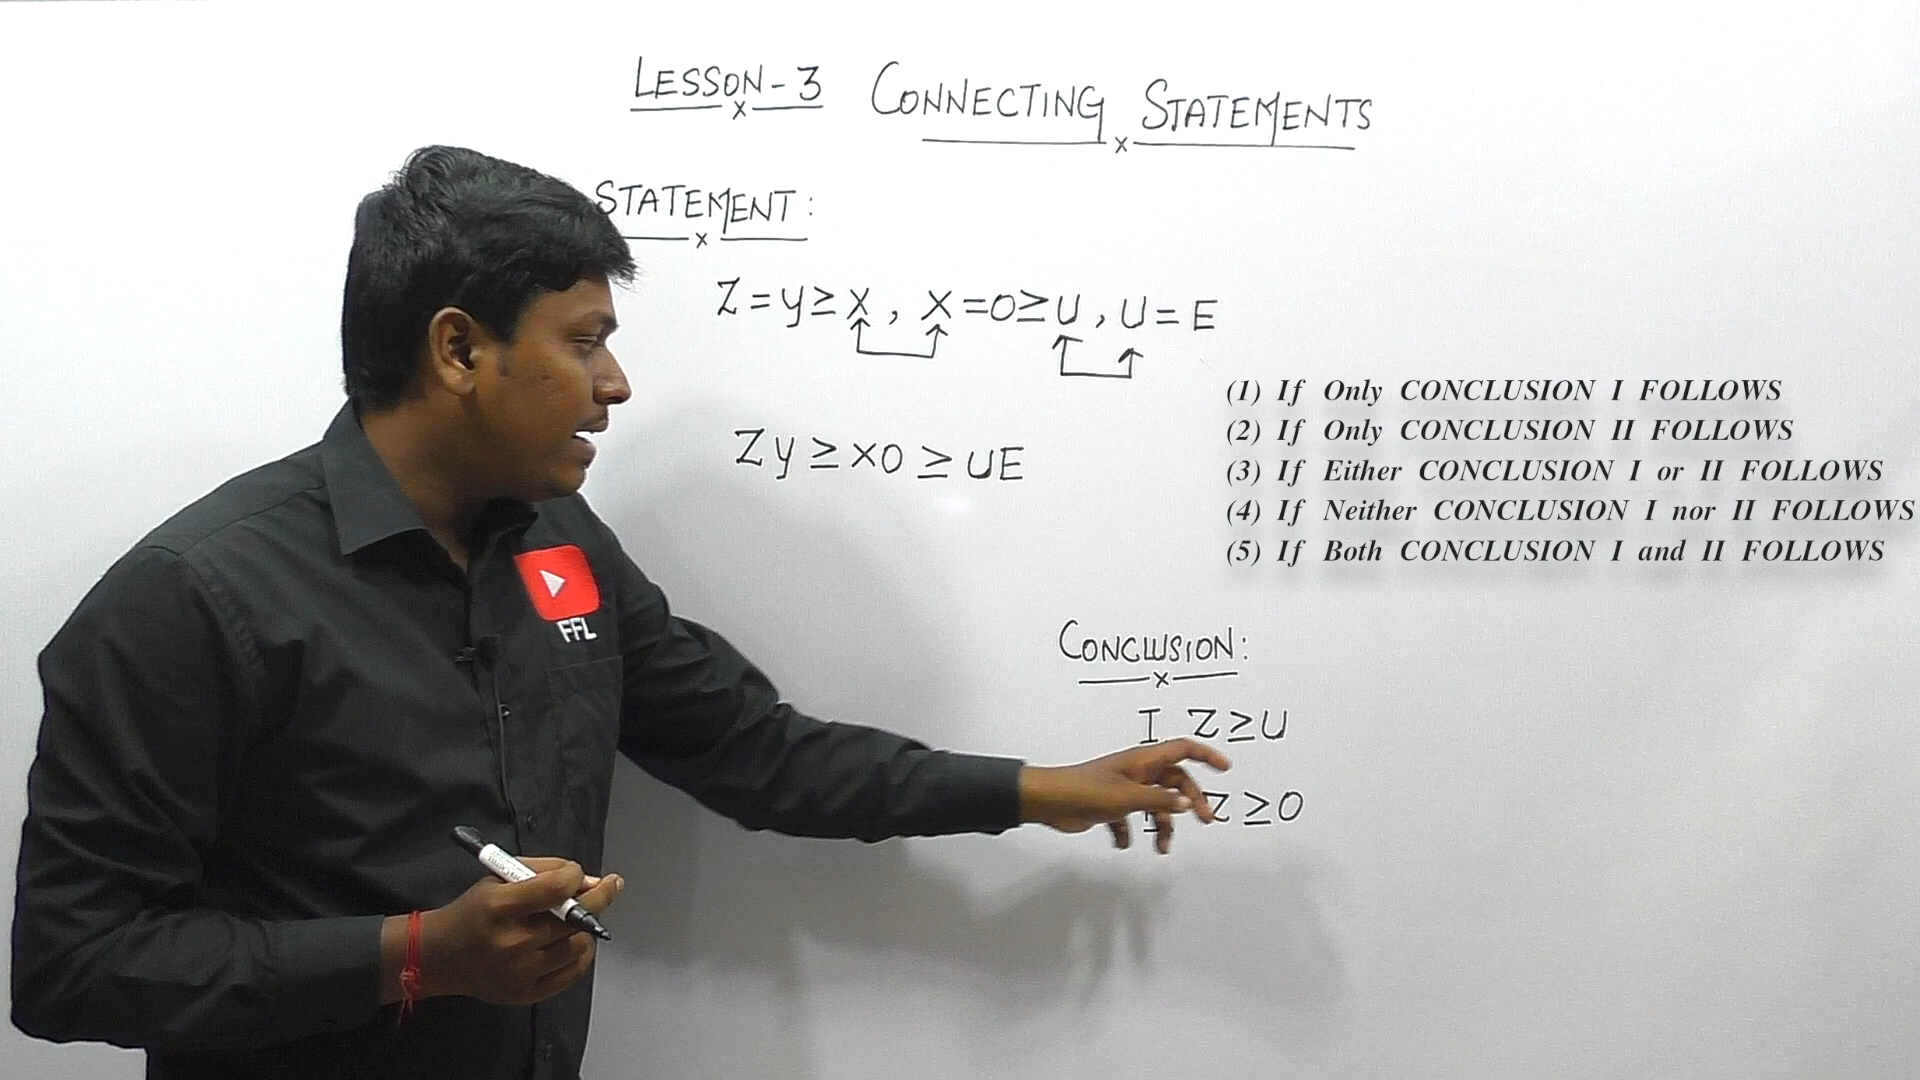 LESSON-3 CONNECTING STATEMENTS
STATEMENT:
Z=y≥X, X=O≥U, U=E
Zy≥XO≥UE
(1) If Only CONCLUSION I FOLLOWS
(2) If Only CONCLUSION II FOLLOWS
(3) If Either CONCLUSION I or II FOLLOWS
(4) If Neither CONCLUSION I nor II FOLLOWS
(5) If Both CONCLUSION I and II FOLLOWS
FFL
CONCLUSION:
I Z≥U
Z≥O